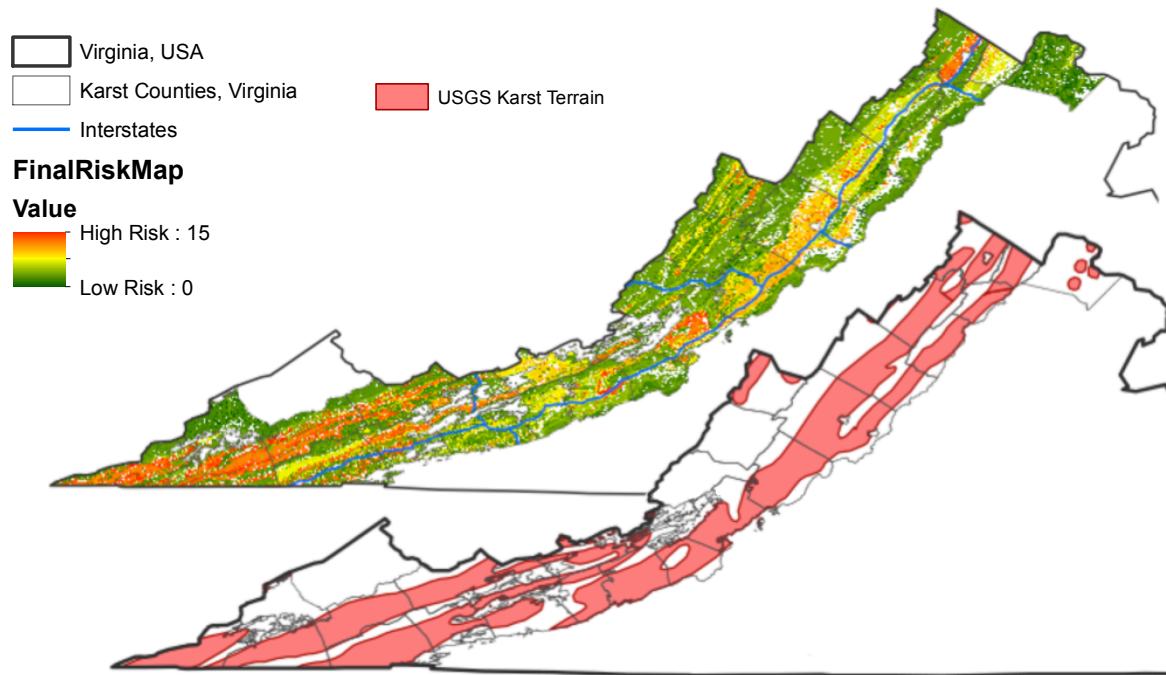 Virginia, USA
Karst Counties, Virginia
USGS Karst Terrain
Interstates
FinalRiskMap
Value
High Risk : 15
Low Risk : 0